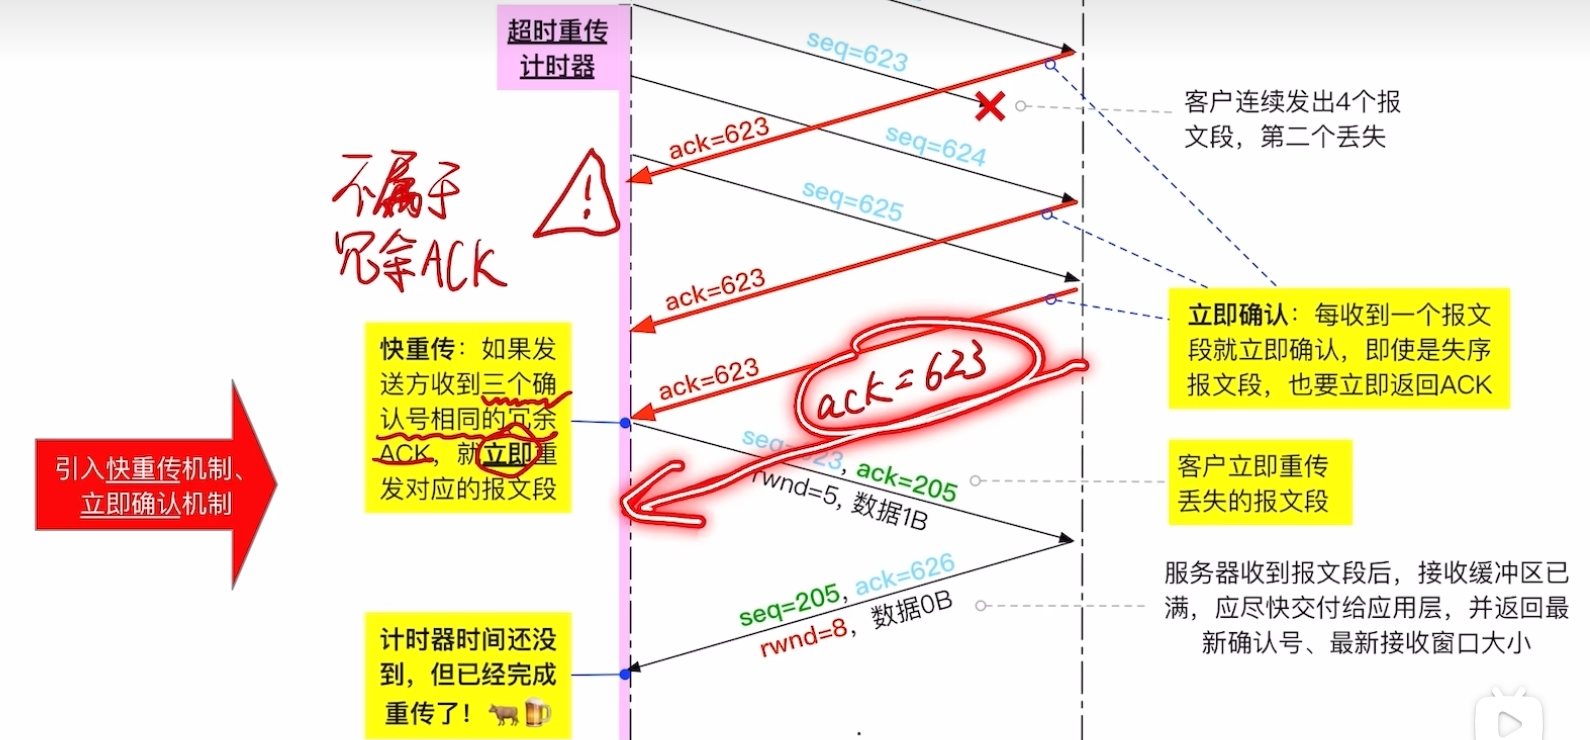 超时重传
计时器
seq=623
客户连续发出4个报
文段，第二个丢失
ack=623
seq=624
不属于
冗余ACK
seq=625
ack=623
立即确认：每收到一个报文
段就立即确认，即使是失序
报文段，也要立即返回ACK
快重传：如果发
送方收到三个确
认号相同的冗余
ACK，就立即重
发对应的报文段
ack=623
ack=623
引入快重传机制、
立即确认机制
seq=623, ack=205
rwnd=5, 数据1B
客户立即重传
丢失的报文段
seq=205, ack=626
rwnd=8, 数据0B
服务器收到报文段后，接收缓冲区已
满，应尽快交付给应用层，并返回最
新确认号、最新接收窗口大小
计时器时间还没
到，但已经完成
重传了！🐂🍺